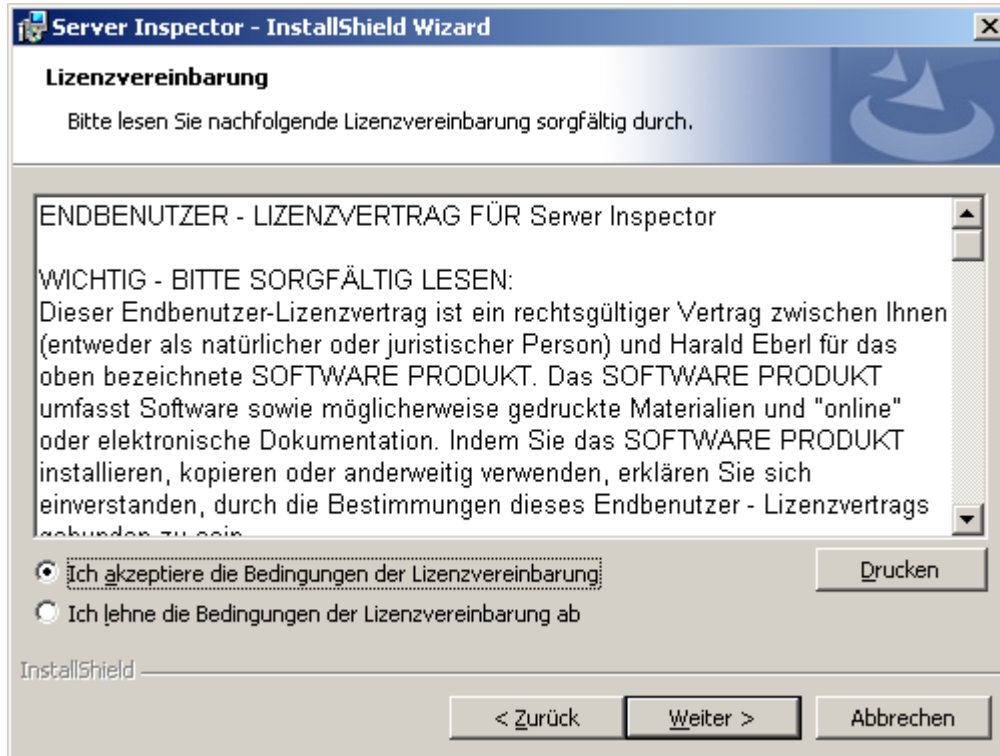 Server Inspector - InstallShield Wizard
Lizenzvereinbarung
Bitte lesen Sie nachfolgende Lizenzvereinbarung sorgfältig durch.
ENDBENUTZER - LIZENZVERTRAG FÜR Server Inspector
WICHTIG - BITTE SORGFÄLTIG LESEN:
Dieser Endbenutzer-Lizenzvertrag ist ein rechtsgültiger Vertrag zwischen Ihnen
(entweder als natürlicher oder juristischer Person) und Harald Eberl für das
oben bezeichnete SOFTWARE PRODUKT. Das SOFTWARE PRODUKT
umfasst Software sowie möglicherweise gedruckte Materialien und "online"
oder elektronische Dokumentation. Indem Sie das SOFTWARE PRODUKT
installieren, kopieren oder anderweitig verwenden, erklären Sie sich
einverstanden, durch die Bestimmungen dieses Endbenutzer - Lizenzvertrags
gebunden zu sein
Ich akzeptiere die Bedingungen der Lizenzvereinbarung
Drucken
Ich lehne die Bedingungen der Lizenzvereinbarung ab
InstallShield
< Zurück
Weiter >
Abbrechen